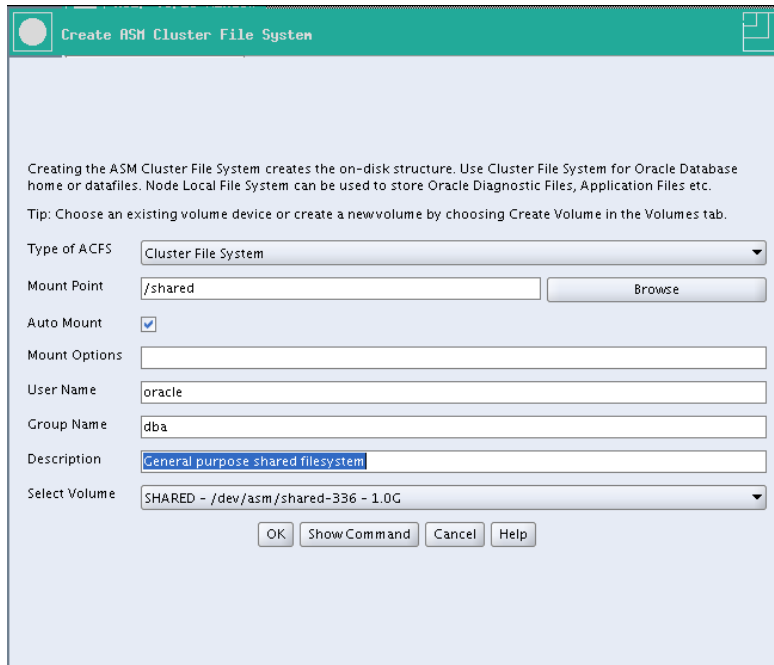 Create ASM Cluster File System
Creating the ASM Cluster File System creates the on-disk structure. Use Cluster File System for Oracle Database
home or datafiles. Node Local File System can be used to store Oracle Diagnostic Files, Application Files etc.
Tip: Choose an existing volume device or create a new volume by choosing Create Volume in the Volumes tab.
Type of ACFS Cluster File System
Mount Point /shared Browse
Auto Mount
Mount Options
User Name oracle
Group Name dba
Description General purpose shared filesystem
Select Volume SHARED - /dev/asm/shared-336 - 1.0G
OK Show Command Cancel Help